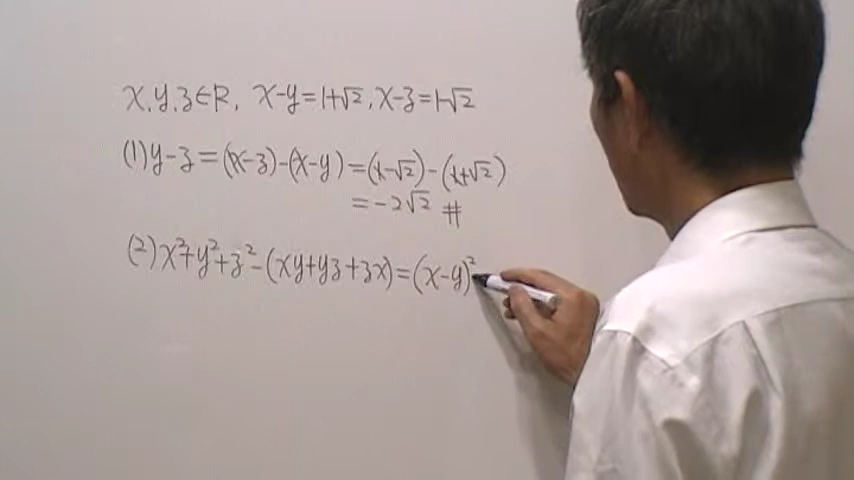 x,y,z∈R, x-y=1+√2, x-z=1-√2
(1) y-z=(x-z)-(x-y)=(1-√2)-(1+√2)
=-2√2 #
(2) x²+y²+z²-(xy+yz+zx)=(x-y)²